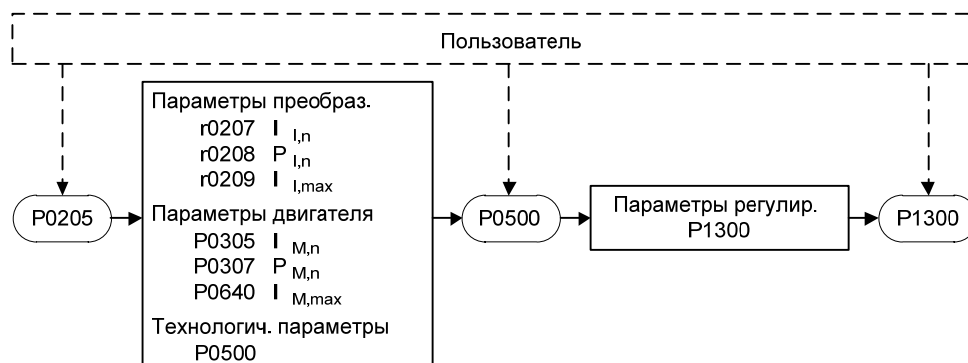 Пользователь
Параметры преобраз.
r0207 I I,n
r0208 P I,n
r0209 I I,max
P0205
Параметры двигателя
P0305 I M,n
P0307 P M,n
P0640 I M,max
Технологич. параметры
P0500
P0500
Параметры регулир.
P1300
P1300